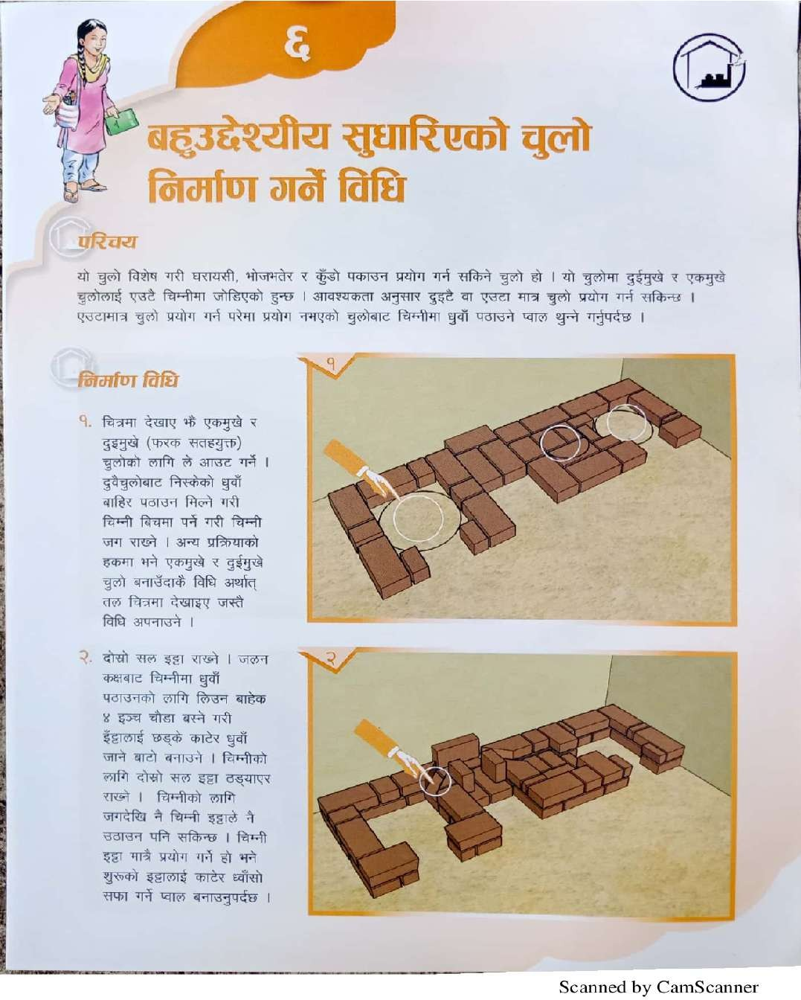 ६
बहुउद्देश्यीय सुधारिएको चुलो
निर्माण गर्ने विधि
परिचय
यो चुलो विशेष गरी घरायसी, भोजभतेर र कुँडो पकाउन प्रयोग गर्न सकिने चुलो हो । यो चुलोमा दुईमुखे र एकमुखे
चुलोलाई एउटै चिम्नीमा जोडिएको हुन्छ । आवश्यकता अनुसार दुइटै वा एउटा मात्र चुलो प्रयोग गर्न सकिन्छ ।
एउटामात्र चुलो प्रयोग गर्न परेमा प्रयोग नभएको चुलोबाट चिम्नीमा धुवाँ पठाउने प्वाल थुन्ने गर्नुपर्दछ ।
निर्माण विधि
१. चित्रमा देखाए झैं एकमुखे र
दुइमुखे (फरक सतहयुक्त)
चुलोको लागि ले आउट गर्ने ।
दुवैचुलोबाट निस्केको धुवाँ
बाहिर पठाउन मिल्ने गरी
चिम्नी बिचमा पर्ने गरी चिम्नी
जग राख्ने । अन्य प्रक्रियाको
हकमा भने एकमुखे र दुईमुखे
चुलो बनाउँदाकै विधि अर्थात्
तल चित्रमा देखाइए जस्तै
विधि अपनाउने ।
१
२. दोस्रो सल इट्टा राख्ने । जलन
कक्षबाट चिम्नीमा धुवाँ
पठाउनको लागि लिउन बाहेक
४ इञ्च चौडा बस्ने गरी
इँट्टालाई छड्के काटेर धुवाँ
जाने बाटो बनाउने । चिम्नीको
लागि दोस्रो सल इट्टा ठड्याएर
राख्ने । चिम्नीको लागि
जगदेखि नै चिम्नी इट्टाले नै
उठाउन पनि सकिन्छ । चिम्नी
इट्टा मात्रै प्रयोग गर्ने हो भने
शुरूको इट्टालाई काटेर ध्वाँसो
सफा गर्ने प्वाल बनाउनुपर्दछ ।
२
Scanned by CamScanner